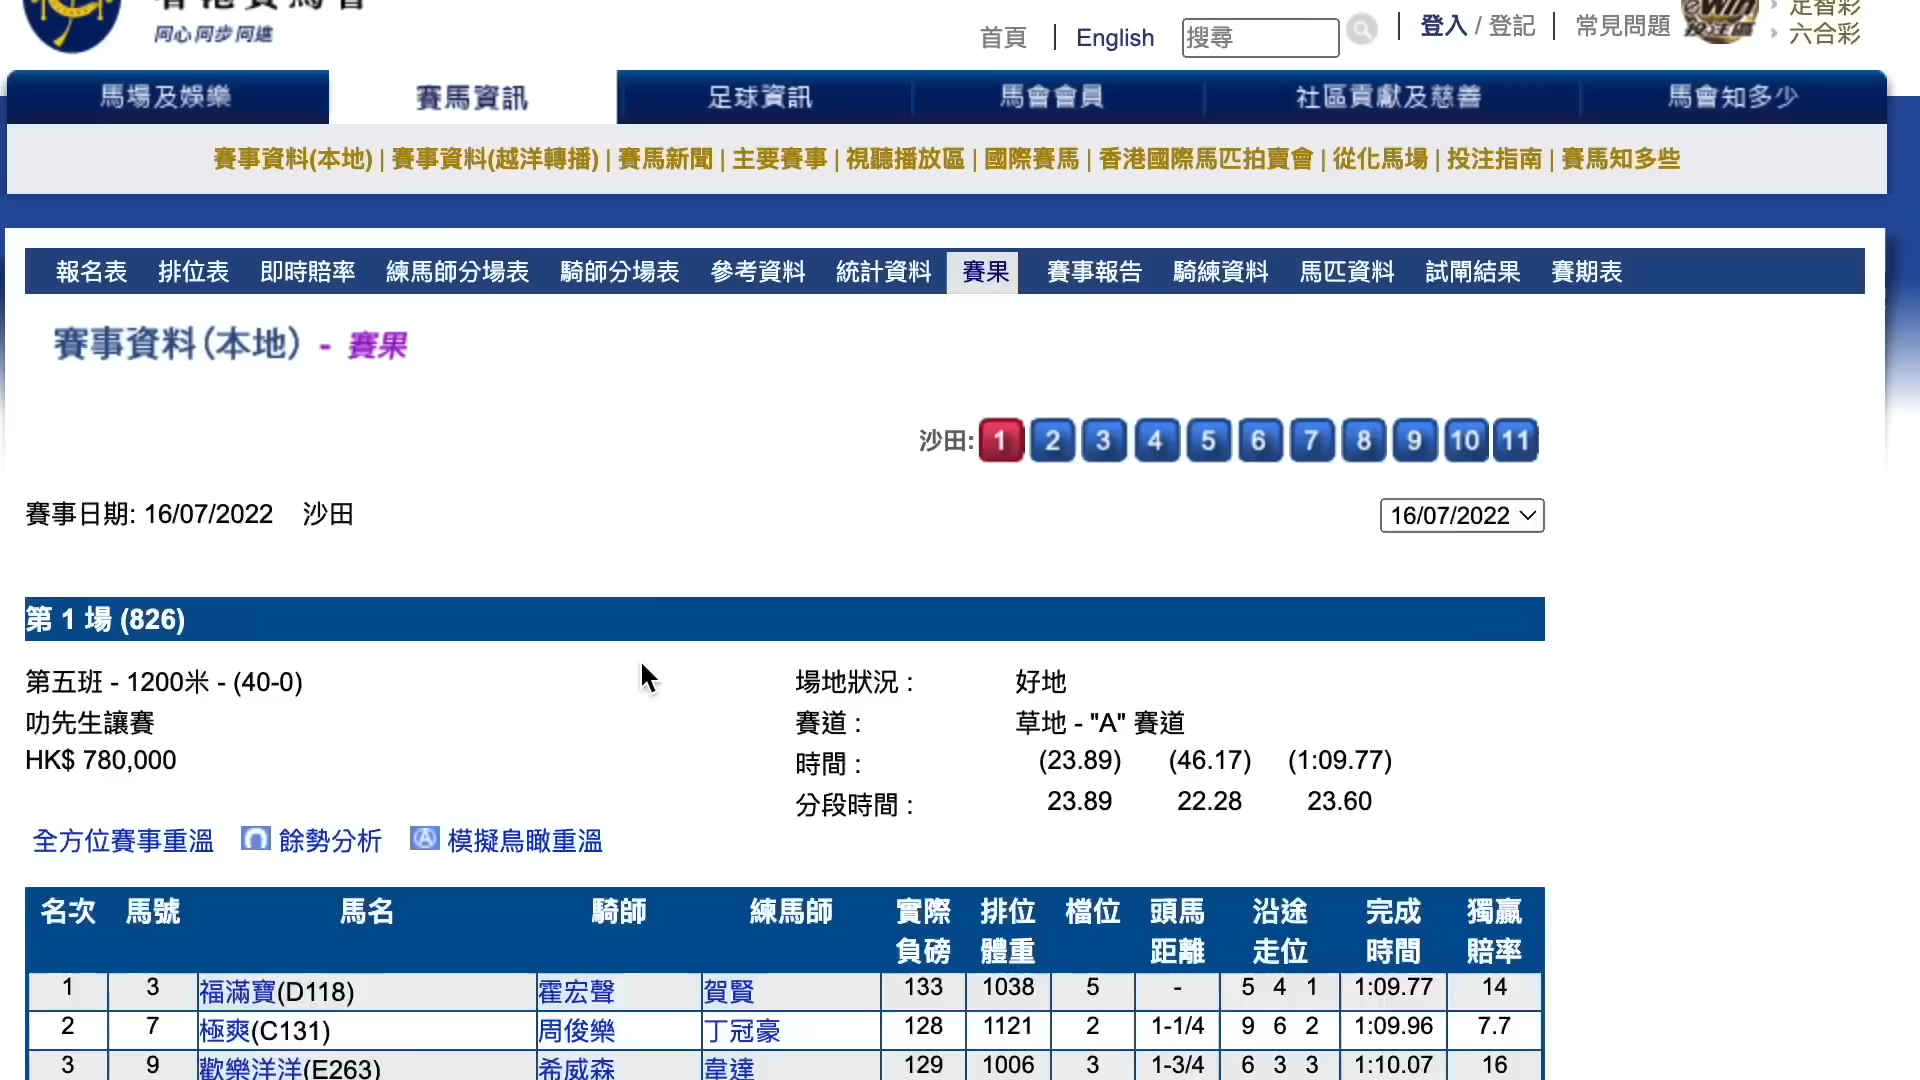 同心同步同進
首頁 | English 搜尋 | 登入 / 登記 | 常見問題 eWin 投注區 › 足智彩 › 六合彩
馬場及娛樂 賽馬資訊 足球資訊 馬會會員 社區貢獻及慈善 馬會知多少
賽事資料(本地) | 賽事資料(越洋轉播) | 賽馬新聞 | 主要賽事 | 視聽播放區 | 國際賽馬 | 香港國際馬匹拍賣會 | 從化馬場 | 投注指南 | 賽馬知多些
報名表 排位表 即時賠率 練馬師分場表 騎師分場表 參考資料 統計資料 賽果 賽事報告 騎練資料 馬匹資料 試閘結果 賽期表
賽事資料(本地) - 賽果
沙田: 1 2 3 4 5 6 7 8 9 10 11
賽事日期: 16/07/2022 沙田 16/07/2022
第 1 場 (826)
第五班 - 1200米 - (40-0) 場地狀況 : 好地
叻先生讓賽 賽道 : 草地 - "A" 賽道
HK$ 780,000 時間 : (23.89) (46.17) (1:09.77)
分段時間 : 23.89 22.28 23.60
全方位賽事重溫 餘勢分析 模擬鳥瞰重溫
名次 馬號 馬名 騎師 練馬師 實際負磅 排位體重 檔位 頭馬距離 沿途走位 完成時間 獨贏賠率
1 3 福滿寶(D118) 霍宏聲 賀賢 133 1038 5 - 5 4 1 1:09.77 14
2 7 極爽(C131) 周俊樂 丁冠豪 128 1121 2 1-1/4 9 6 2 1:09.96 7.7
3 9 歡樂洋洋(E263) 希威森 韋達 129 1006 3 1-3/4 6 3 3 1:10.07 16